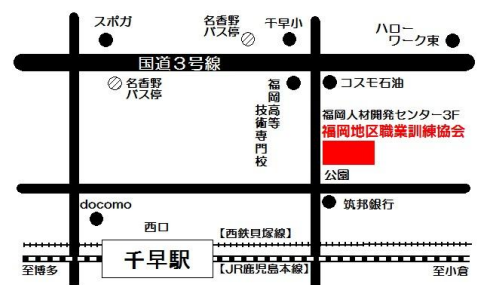 スポガ
名香野
バス停
千早小
ハロー
ワーク東
国道3号線
名香野
バス停
福岡高等
技術専門校
コスモ石油
福岡人材開発センター3F
福岡地区職業訓練協会
公園
docomo
西口
筑邦銀行
【西鉄貝塚線】
千早駅
至博多
【JR鹿児島本線】
至小倉